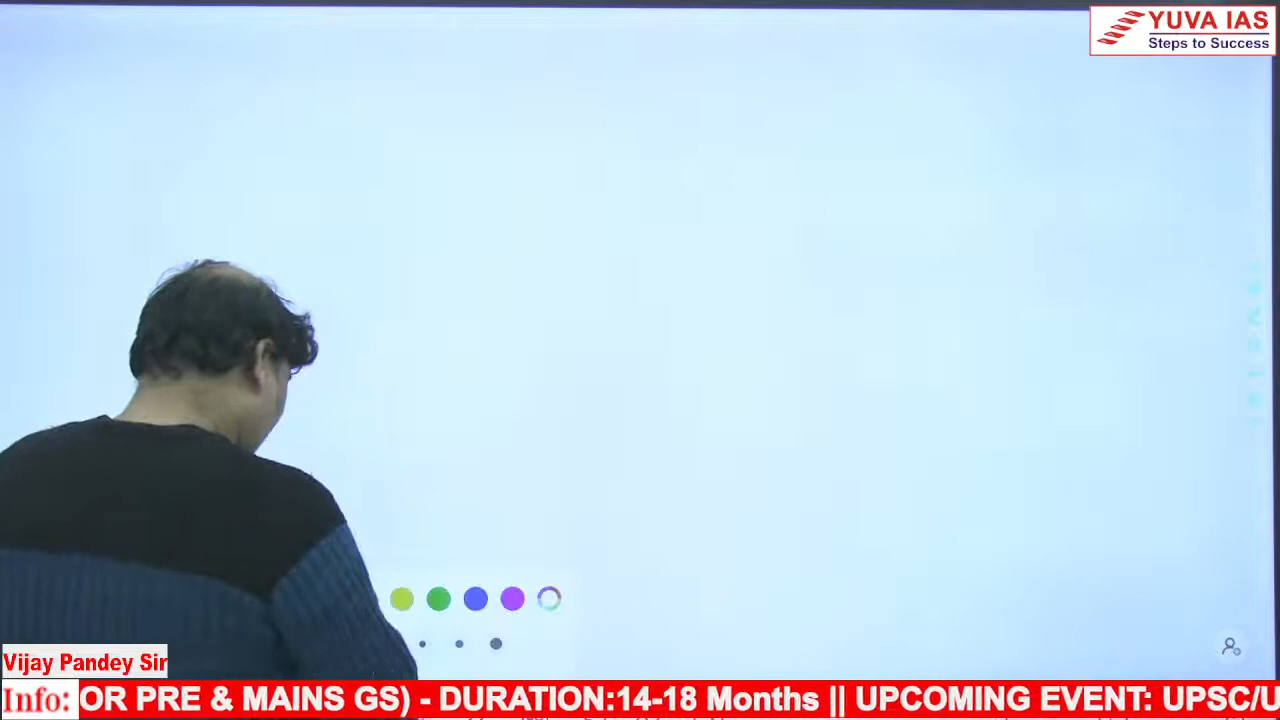 YUVA IAS
Steps to Success
Vijay Pandey Sir
Info: OR PRE & MAINS GS) - DURATION:14-18 Months || UPCOMING EVENT: UPSC/U